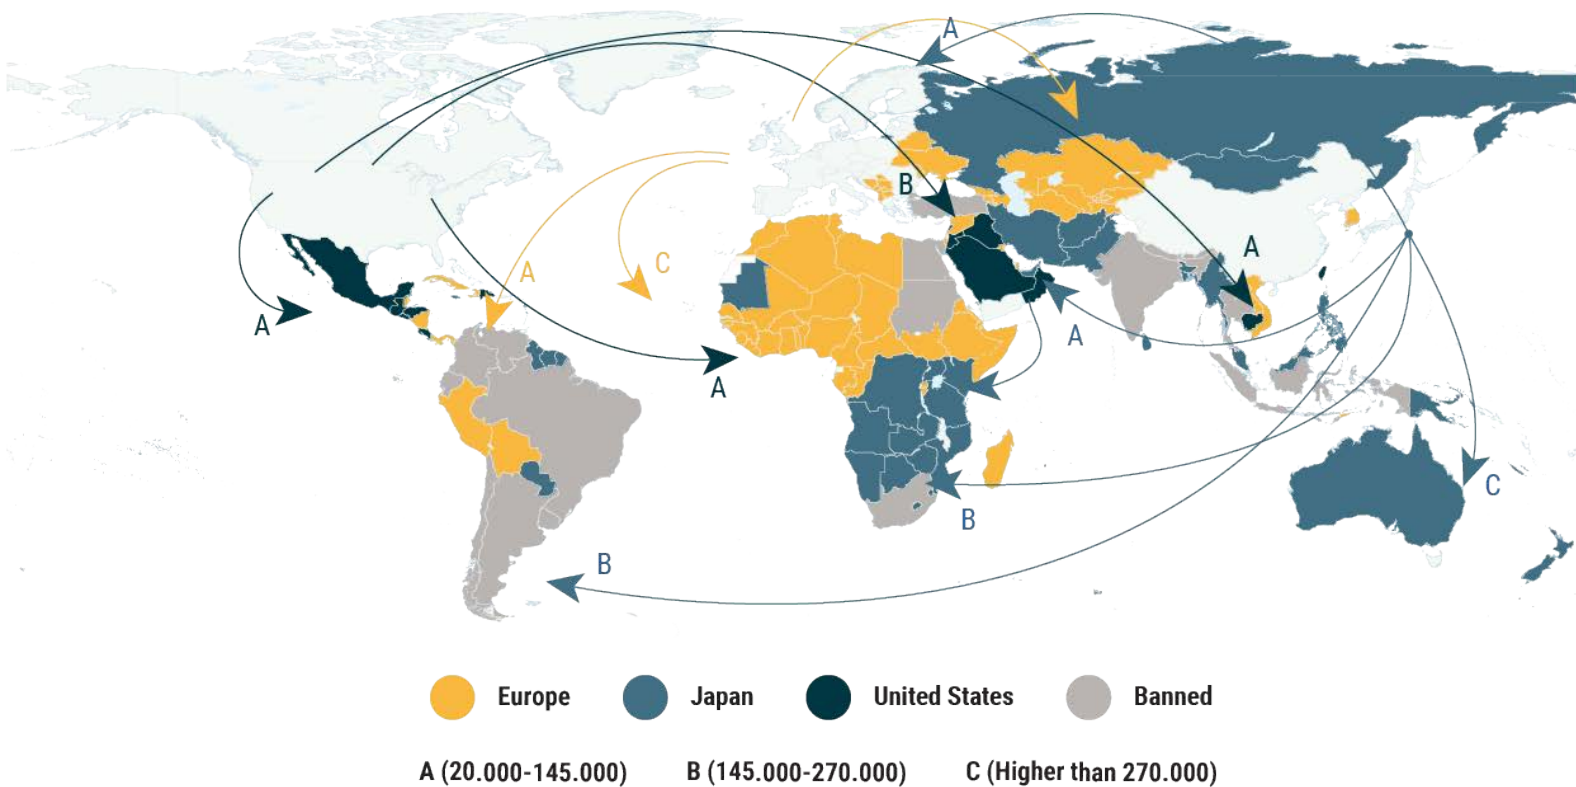 A
B
A
C
A
A
A
A
C
B
B
Europe
Japan
United States
Banned
A (20.000-145.000)
B (145.000-270.000)
C (Higher than 270.000)